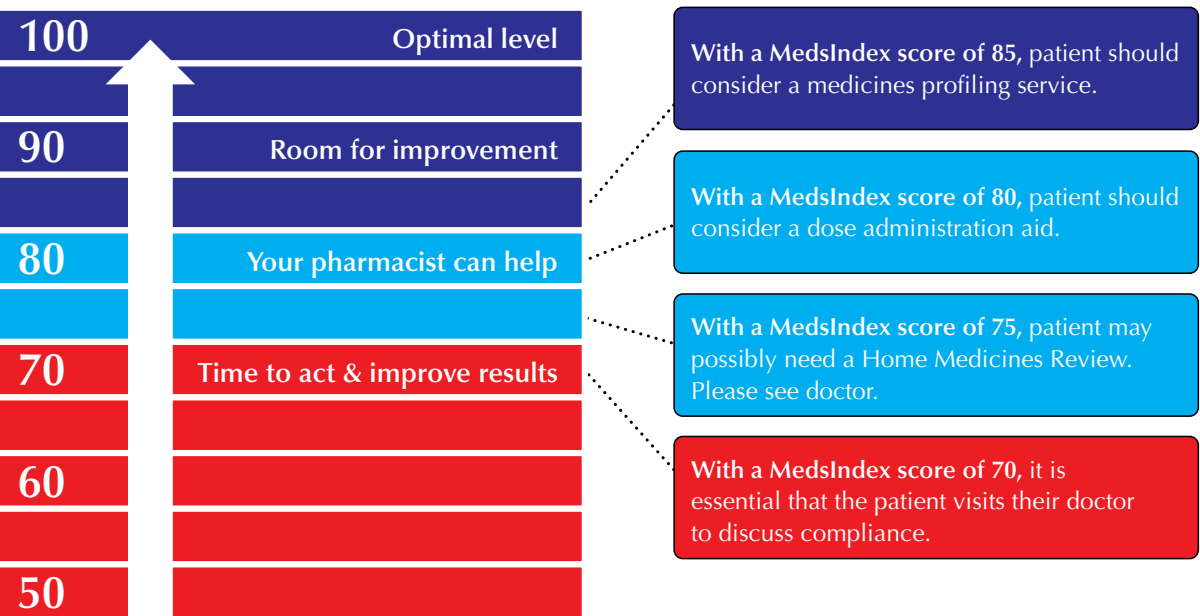 100 Optimal level
90 Room for improvement
80 Your pharmacist can help
70 Time to act & improve results
60
50
With a MedsIndex score of 85, patient should
consider a medicines profiling service.
With a MedsIndex score of 80, patient should
consider a dose administration aid.
With a MedsIndex score of 75, patient may
possibly need a Home Medicines Review.
Please see doctor.
With a MedsIndex score of 70, it is
essential that the patient visits their doctor
to discuss compliance.